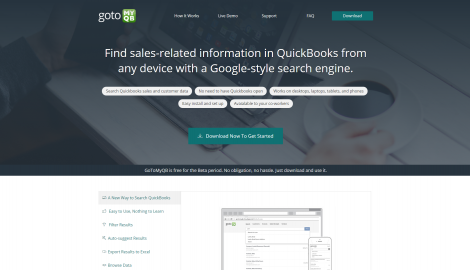 goto MY QB
How It Works
Live Demo
Support
FAQ
Download
Find sales-related information in QuickBooks from
any device with a Google-style search engine.
Search QuickBooks sales and customer data
No need to have QuickBooks open
Works on desktops, laptops, tablets, and phones
Easy install and set up
Available to your co-workers
Download Now To Get Started
GoToMyQB is free for the Beta period. No obligation, no hassle. Just download and use it.
A New Way to Search QuickBooks
Easy to Use, Nothing to Learn
Filter Results
Auto-suggest Results
Export Results to Excel
Browse Data